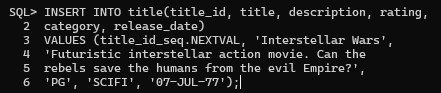 SQL> INSERT INTO title(title_id, title, description, rating,
2 category, release_date)
3 VALUES (title_id_seq.NEXTVAL, 'Interstellar Wars',
4 'Futuristic interstellar action movie. Can the
5 rebels save the humans from the evil Empire?',
6 'PG', 'SCIFI', '07-JUL-77');